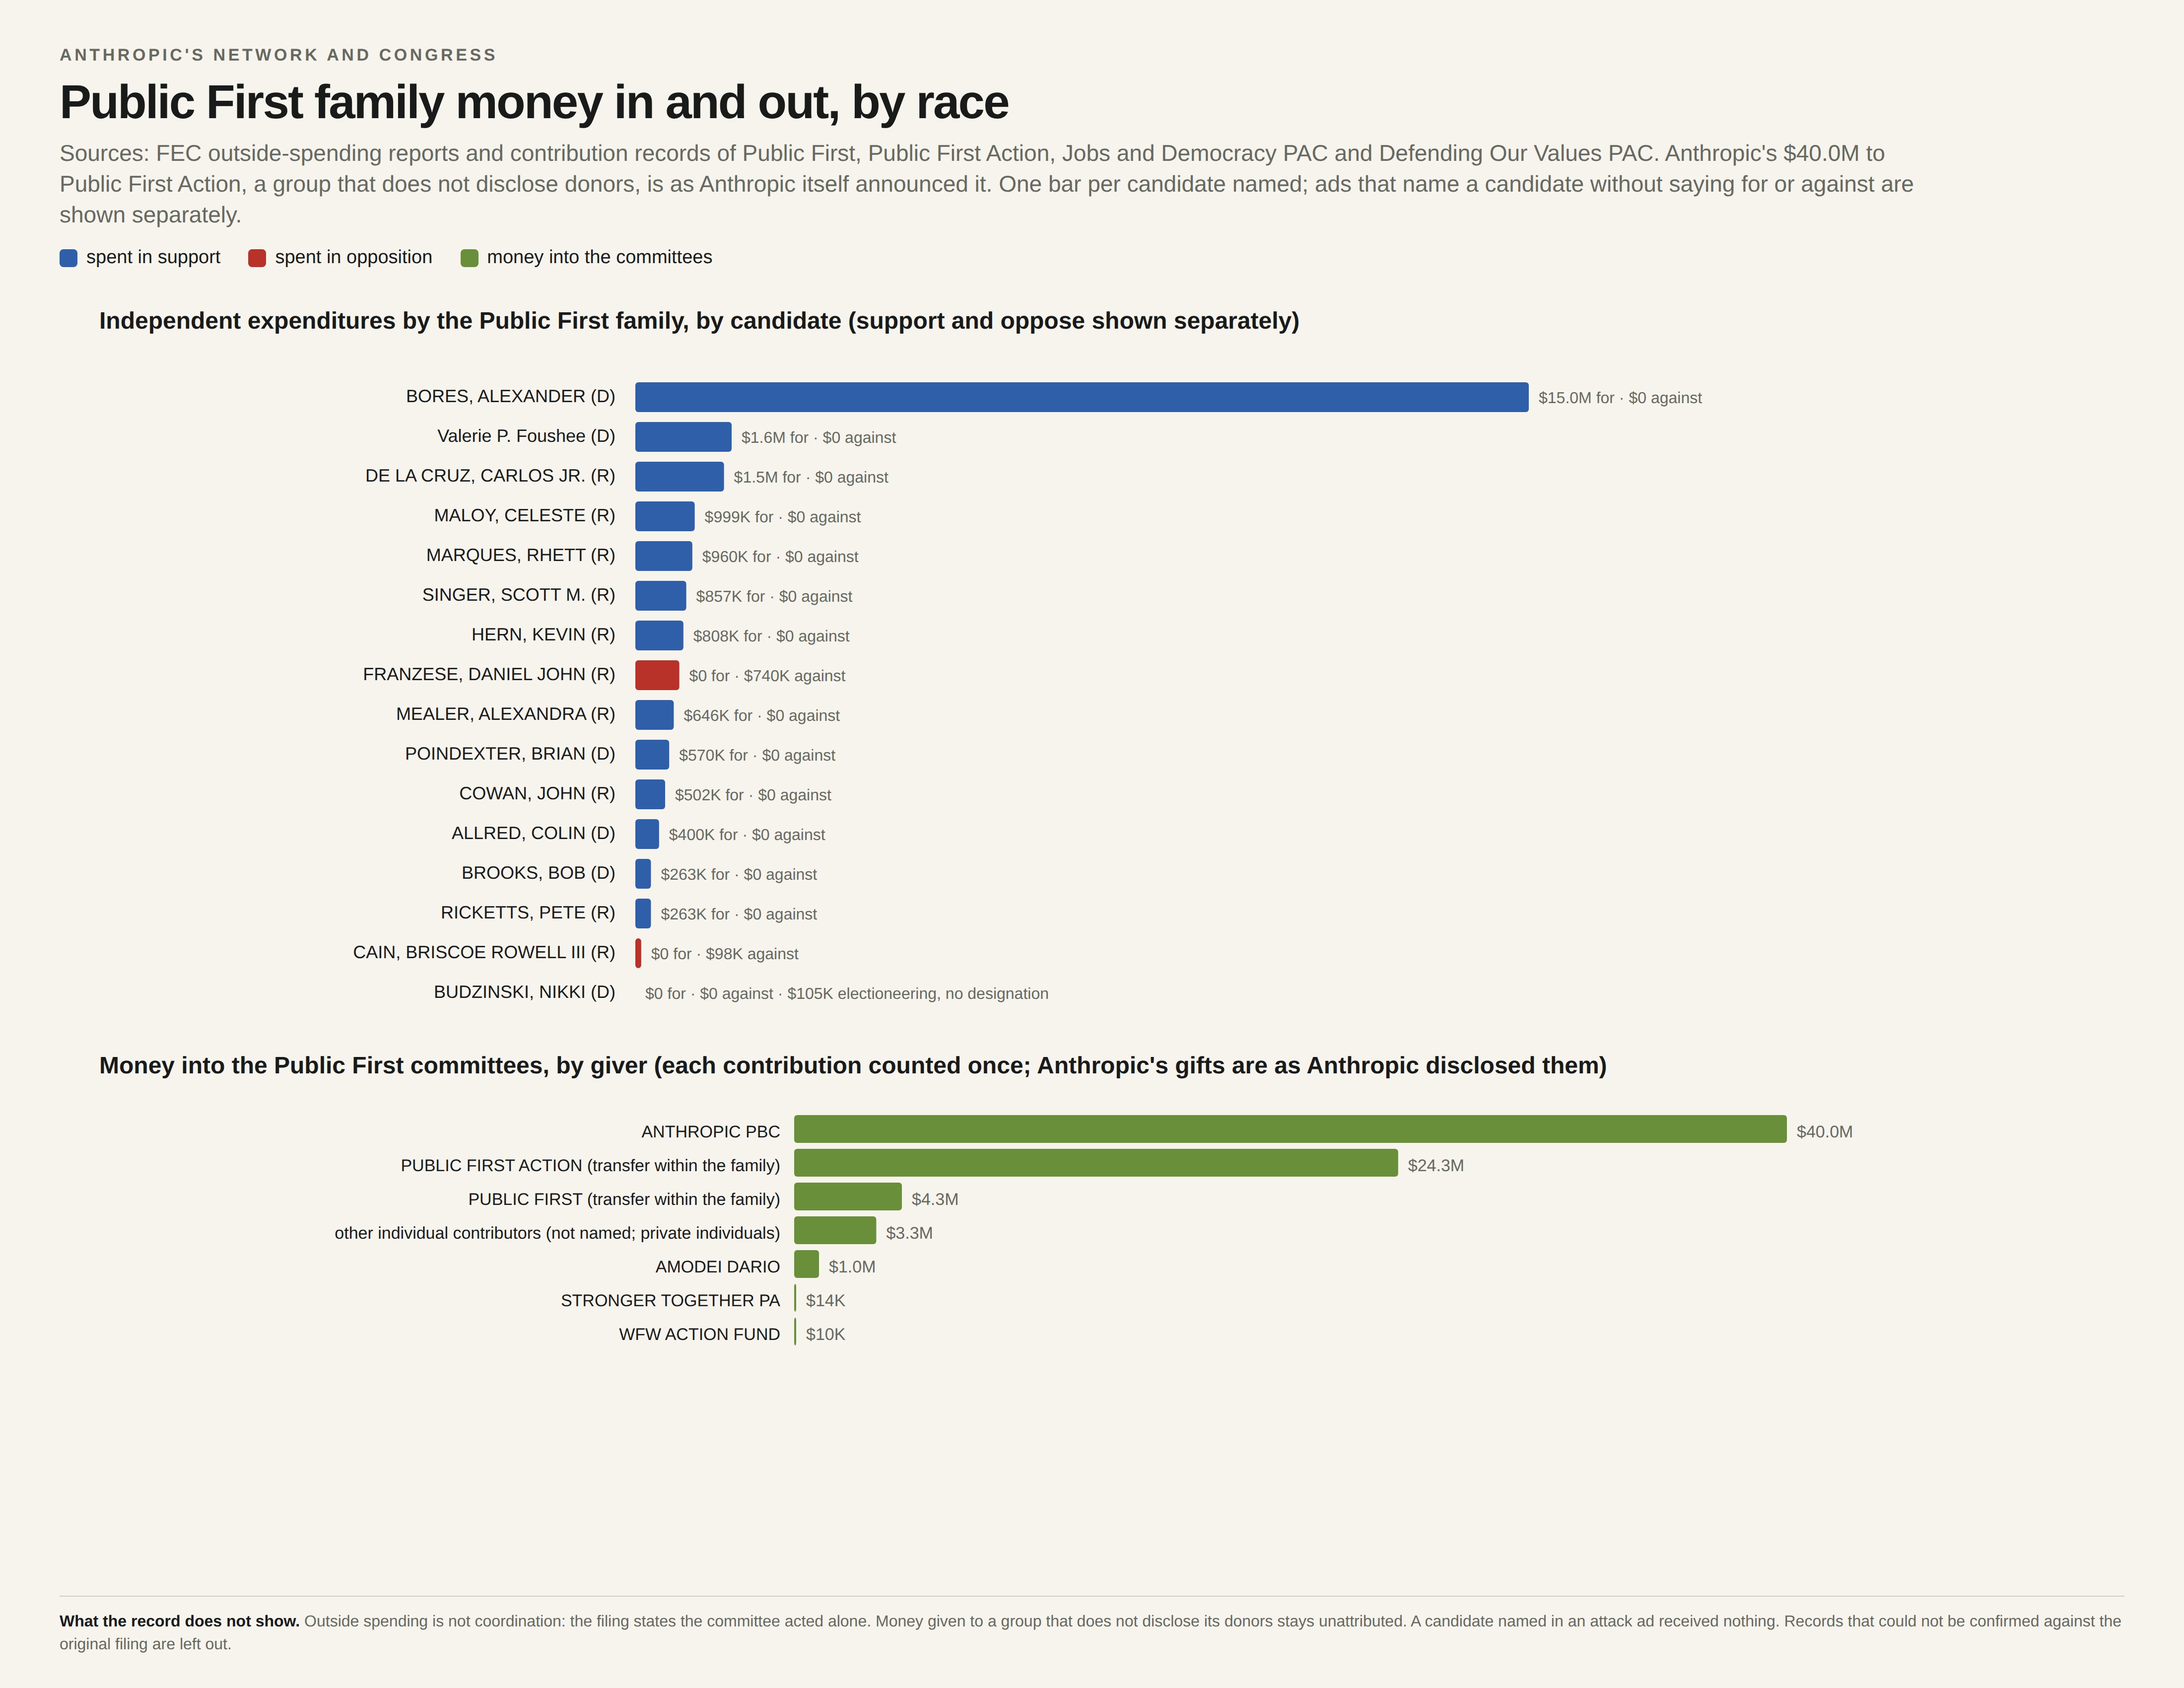 ANTHROPIC'S NETWORK AND CONGRESS
Public First family money in and out, by race
Sources: FEC outside-spending reports and contribution records of Public First, Public First Action, Jobs and Democracy PAC and Defending Our Values PAC. Anthropic's $40.0M to
Public First Action, a group that does not disclose donors, is as Anthropic itself announced it. One bar per candidate named; ads that name a candidate without saying for or against are
shown separately.
spent in support spent in opposition money into the committees
Independent expenditures by the Public First family, by candidate (support and oppose shown separately)
BORES, ALEXANDER (D) $15.0M for · $0 against
Valerie P. Foushee (D) $1.6M for · $0 against
DE LA CRUZ, CARLOS JR. (R) $1.5M for · $0 against
MALOY, CELESTE (R) $999K for · $0 against
MARQUES, RHETT (R) $960K for · $0 against
SINGER, SCOTT M. (R) $857K for · $0 against
HERN, KEVIN (R) $808K for · $0 against
FRANZESE, DANIEL JOHN (R) $0 for · $740K against
MEALER, ALEXANDRA (R) $646K for · $0 against
POINDEXTER, BRIAN (D) $570K for · $0 against
COWAN, JOHN (R) $502K for · $0 against
ALLRED, COLIN (D) $400K for · $0 against
BROOKS, BOB (D) $263K for · $0 against
RICKETTS, PETE (R) $263K for · $0 against
CAIN, BRISCOE ROWELL III (R) $0 for · $98K against
BUDZINSKI, NIKKI (D) $0 for · $0 against · $105K electioneering, no designation
Money into the Public First committees, by giver (each contribution counted once; Anthropic's gifts are as Anthropic disclosed them)
ANTHROPIC PBC $40.0M
PUBLIC FIRST ACTION (transfer within the family) $24.3M
PUBLIC FIRST (transfer within the family) $4.3M
other individual contributors (not named; private individuals) $3.3M
AMODEI DARIO $1.0M
STRONGER TOGETHER PA $14K
WFW ACTION FUND $10K
What the record does not show. Outside spending is not coordination: the filing states the committee acted alone. Money given to a group that does not disclose its donors stays unattributed. A candidate named in an attack ad received nothing. Records that could not be confirmed against the
original filing are left out.